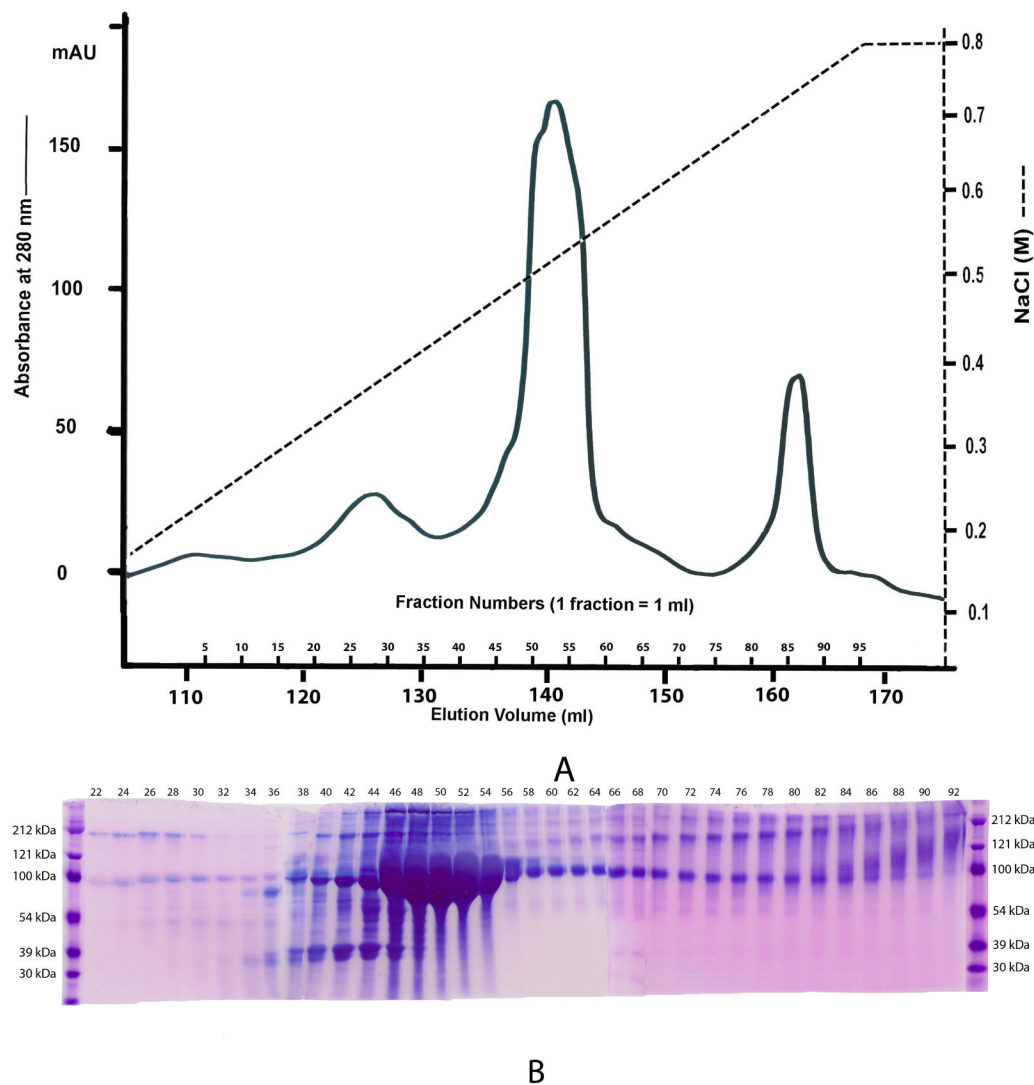 mAU
150
100
50
0
Absorbance at 280 nm
0.8
0.7
0.6
0.5
0.4
0.3
0.2
0.1
NaCl (M)
Fraction Numbers (1 fraction = 1 ml)
5 10 15 20 25 30 35 40 45 50 55 60 65 70 75 80 85 90 95
110 120 130 140 150 160 170
Elution Volume (ml)
A
22 24 26 28 30 32 34 36 38 40 42 44 46 48 50 52 54 56 58 60 62 64 66 68 70 72 74 76 78 80 82 84 86 88 90 92
212 kDa
121 kDa
100 kDa
54 kDa
39 kDa
30 kDa
212 kDa
121 kDa
100 kDa
54 kDa
39 kDa
30 kDa
B